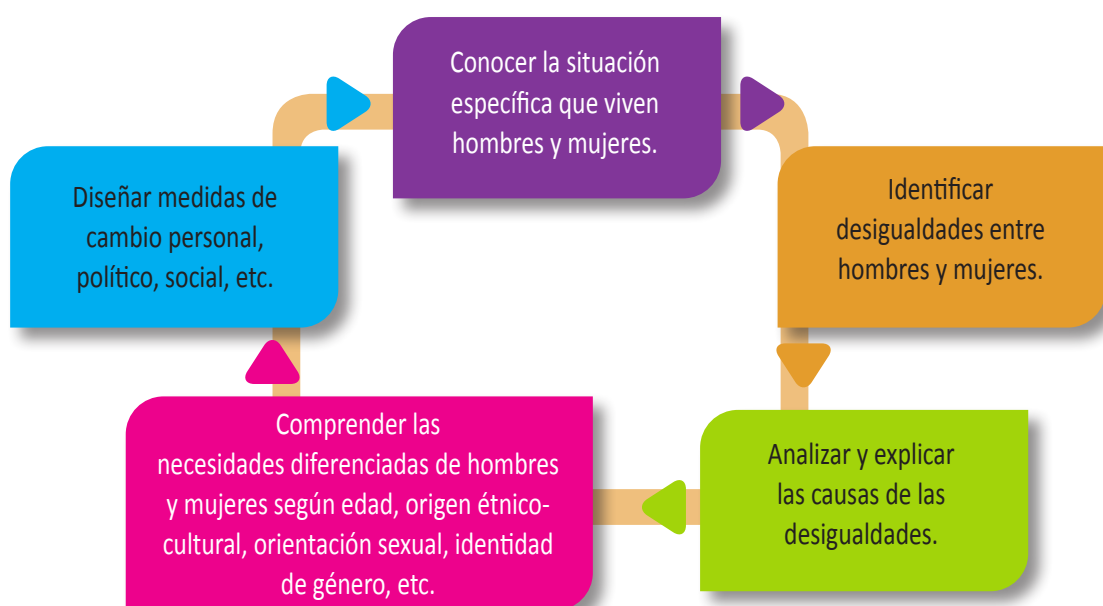 Conocer la situación
específica que viven
hombres y mujeres.
Identificar
desigualdades entre
hombres y mujeres.
Analizar y explicar
las causas de las
desigualdades.
Comprender las
necesidades diferenciadas de hombres
y mujeres según edad, origen étnico-
cultural, orientación sexual, identidad
de género, etc.
Diseñar medidas de
cambio personal,
político, social, etc.